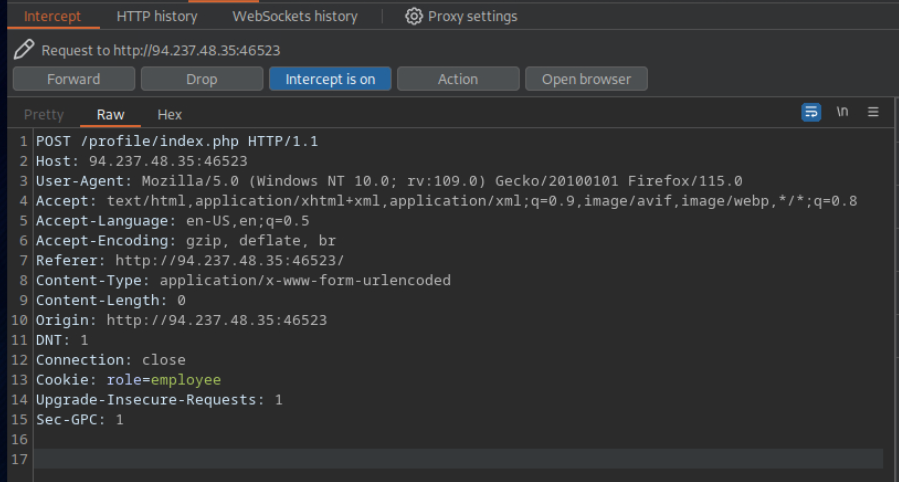 Intercept HTTP history WebSockets history Proxy settings
Request to http://94.237.48.35:46523
Forward Drop Intercept is on Action Open browser
Pretty Raw Hex \n
1 POST /profile/index.php HTTP/1.1
2 Host: 94.237.48.35:46523
3 User-Agent: Mozilla/5.0 (Windows NT 10.0; rv:109.0) Gecko/20100101 Firefox/115.0
4 Accept: text/html,application/xhtml+xml,application/xml;q=0.9,image/avif,image/webp,*/*;q=0.8
5 Accept-Language: en-US,en;q=0.5
6 Accept-Encoding: gzip, deflate, br
7 Referer: http://94.237.48.35:46523/
8 Content-Type: application/x-www-form-urlencoded
9 Content-Length: 0
10 Origin: http://94.237.48.35:46523
11 DNT: 1
12 Connection: close
13 Cookie: role=employee
14 Upgrade-Insecure-Requests: 1
15 Sec-GPC: 1
16
17